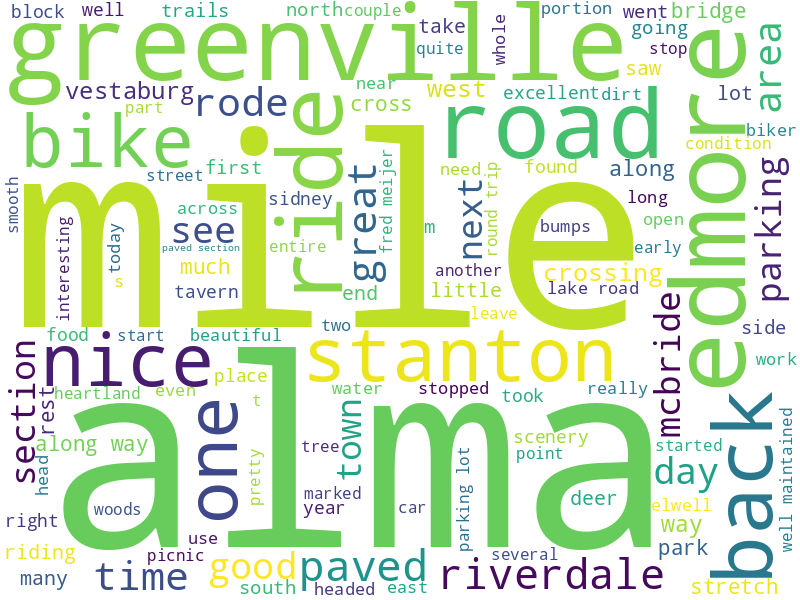 block
well
trails
north
couple
portion
went
bridge
greenville
take
going
quite
whole
stop
saw
vestaburg
part
rode
cross
near
west
excellent
dirt
lot
area
biker
bike
ride
road
edmore
condition
street
first
great
fred meijer
need
found
along
parking
smooth
across
sidney
next
round trip
long
open
mile
see
paved section
entire
m
bumps
early
interesting
today
s
much
another
crossing
tavern
end
little
lake road
leave
mcbride
side
food
start
beautiful
two
work
section
nice
stanton
heartland
even
place
water
stopped
took
really
rest
t
back
alma
one
town
tree
scenery
point
started
well maintained
along way
head
pretty
parking lot
day
marked
year
car
deer
elwell
right
woods
use
way
riding
picnic
several
park
many
time
good
south
paved
headed
east
riverdale
stretch